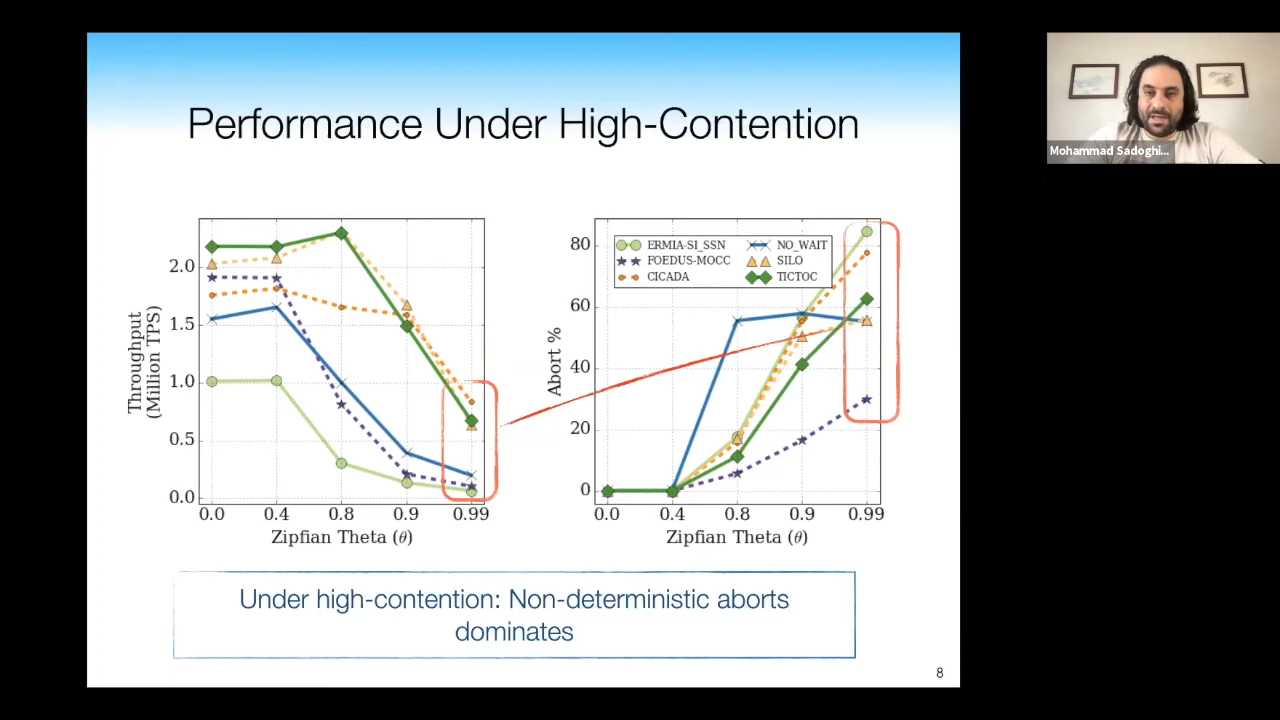 Performance Under High-Contention
Mohammad Sadoghi...
Throughput
(Million TPS)
2.0
1.5
1.0
0.5
0.0
0.0 0.4 0.8 0.9 0.99
Zipfian Theta (θ)
Abort %
80
60
40
20
0
ERMIA-SI_SSN
FOEDUS-MOCC
CICADA
NO_WAIT
SILO
TICTOC
0.0 0.4 0.8 0.9 0.99
Zipfian Theta (θ)
Under high-contention: Non-deterministic aborts
dominates
8